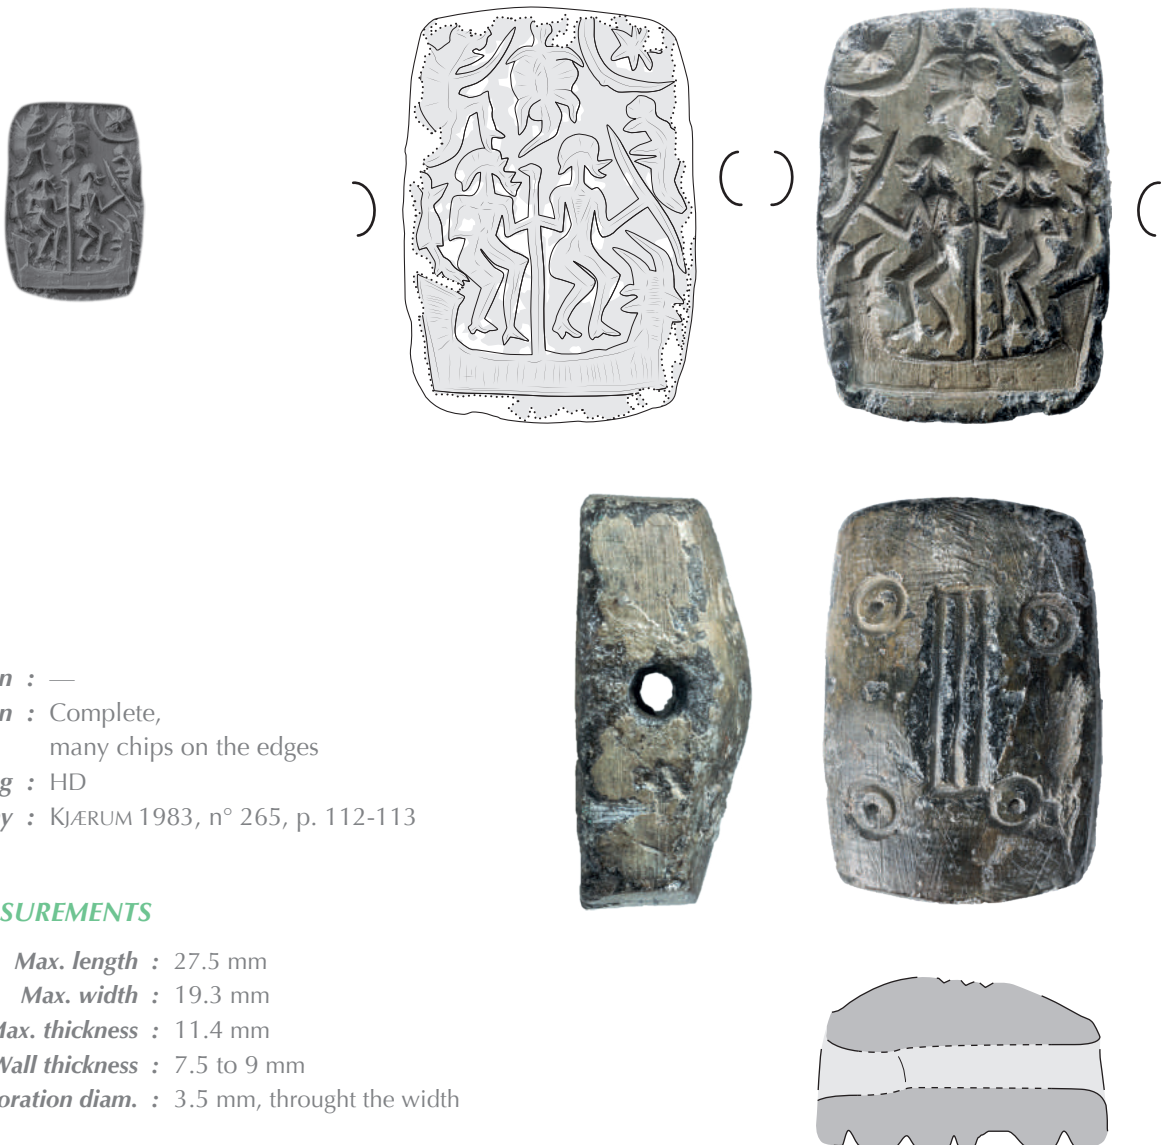 n : —
n : Complete,
many chips on the edges
g : HD
y : KJÆRUM 1983, n° 265, p. 112-113
SUREMENTS
Max. length : 27.5 mm
Max. width : 19.3 mm
Max. thickness : 11.4 mm
Wall thickness : 7.5 to 9 mm
oration diam. : 3.5 mm, throught the width